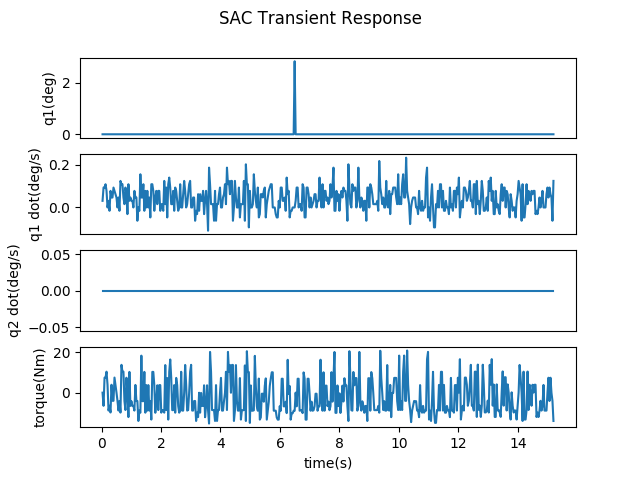 SAC Transient Response
q1(deg)
2
0
q1 dot(deg/s)
0.2
0.0
q2 dot(deg/s)
0.05
0.00
−0.05
torque(Nm)
20
0
0 2 4 6 8 10 12 14
time(s)